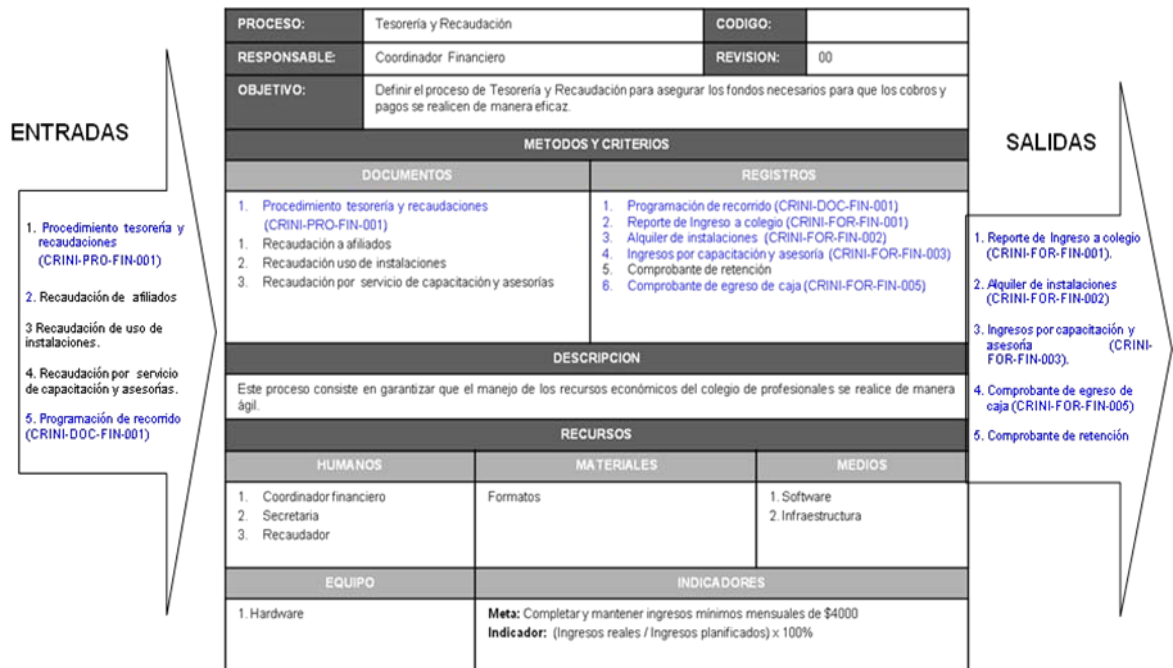 ENTRADAS
1. Procedimiento tesorería y
recaudaciones
(CRINI-PRO-FIN-001)
2. Recaudación de afiliados
3 Recaudación de uso de
instalaciones.
4. Recaudación por servicio
de capacitación y asesorías.
5. Programación de recorrido
(CRINI-DOC-FIN-001)
PROCESO: Tesorería y Recaudación CODIGO:
RESPONSABLE: Coordinador Financiero REVISION: 00
OBJETIVO: Definir el proceso de Tesorería y Recaudación para asegurar los fondos necesarios para que los cobros y
pagos se realicen de manera eficaz.
METODOS Y CRITERIOS
DOCUMENTOS REGISTROS
1. Procedimiento tesorería y recaudaciones
(CRINI-PRO-FIN-001)
1. Recaudación a afiliados
2. Recaudación uso de instalaciones
3. Recaudación por servicio de capacitación y asesorías
1. Programación de recorrido (CRINI-DOC-FIN-001)
2. Reporte de Ingreso a colegio (CRINI-FOR-FIN-001)
3. Alquiler de instalaciones (CRINI-FOR-FIN-002)
4. Ingresos por capacitación y asesoría (CRINI-FOR-FIN-003)
5. Comprobante de retención
6. Comprobante de egreso de caja (CRINI-FOR-FIN-005)
DESCRIPCION
Este proceso consiste en garantizar que el manejo de los recursos económicos del colegio de profesionales se realice de manera
ágil.
RECURSOS
HUMANOS MATERIALES MEDIOS
1. Coordinador financiero
2. Secretaria
3. Recaudador
Formatos
1. Software
2. Infraestructura
EQUIPO INDICADORES
1. Hardware
Meta: Completar y mantener ingresos mínimos mensuales de $4000
Indicador: (Ingresos reales / Ingresos planificados) x 100%
SALIDAS
1. Reporte de Ingreso a colegio
(CRINI-FOR-FIN-001).
2. Alquiler de instalaciones
(CRINI-FOR-FIN-002)
3. Ingresos por capacitación y
asesoría (CRINI-
FOR-FIN-003).
4. Comprobante de egreso de
caja (CRINI-FOR-FIN-005)
5. Comprobante de retención